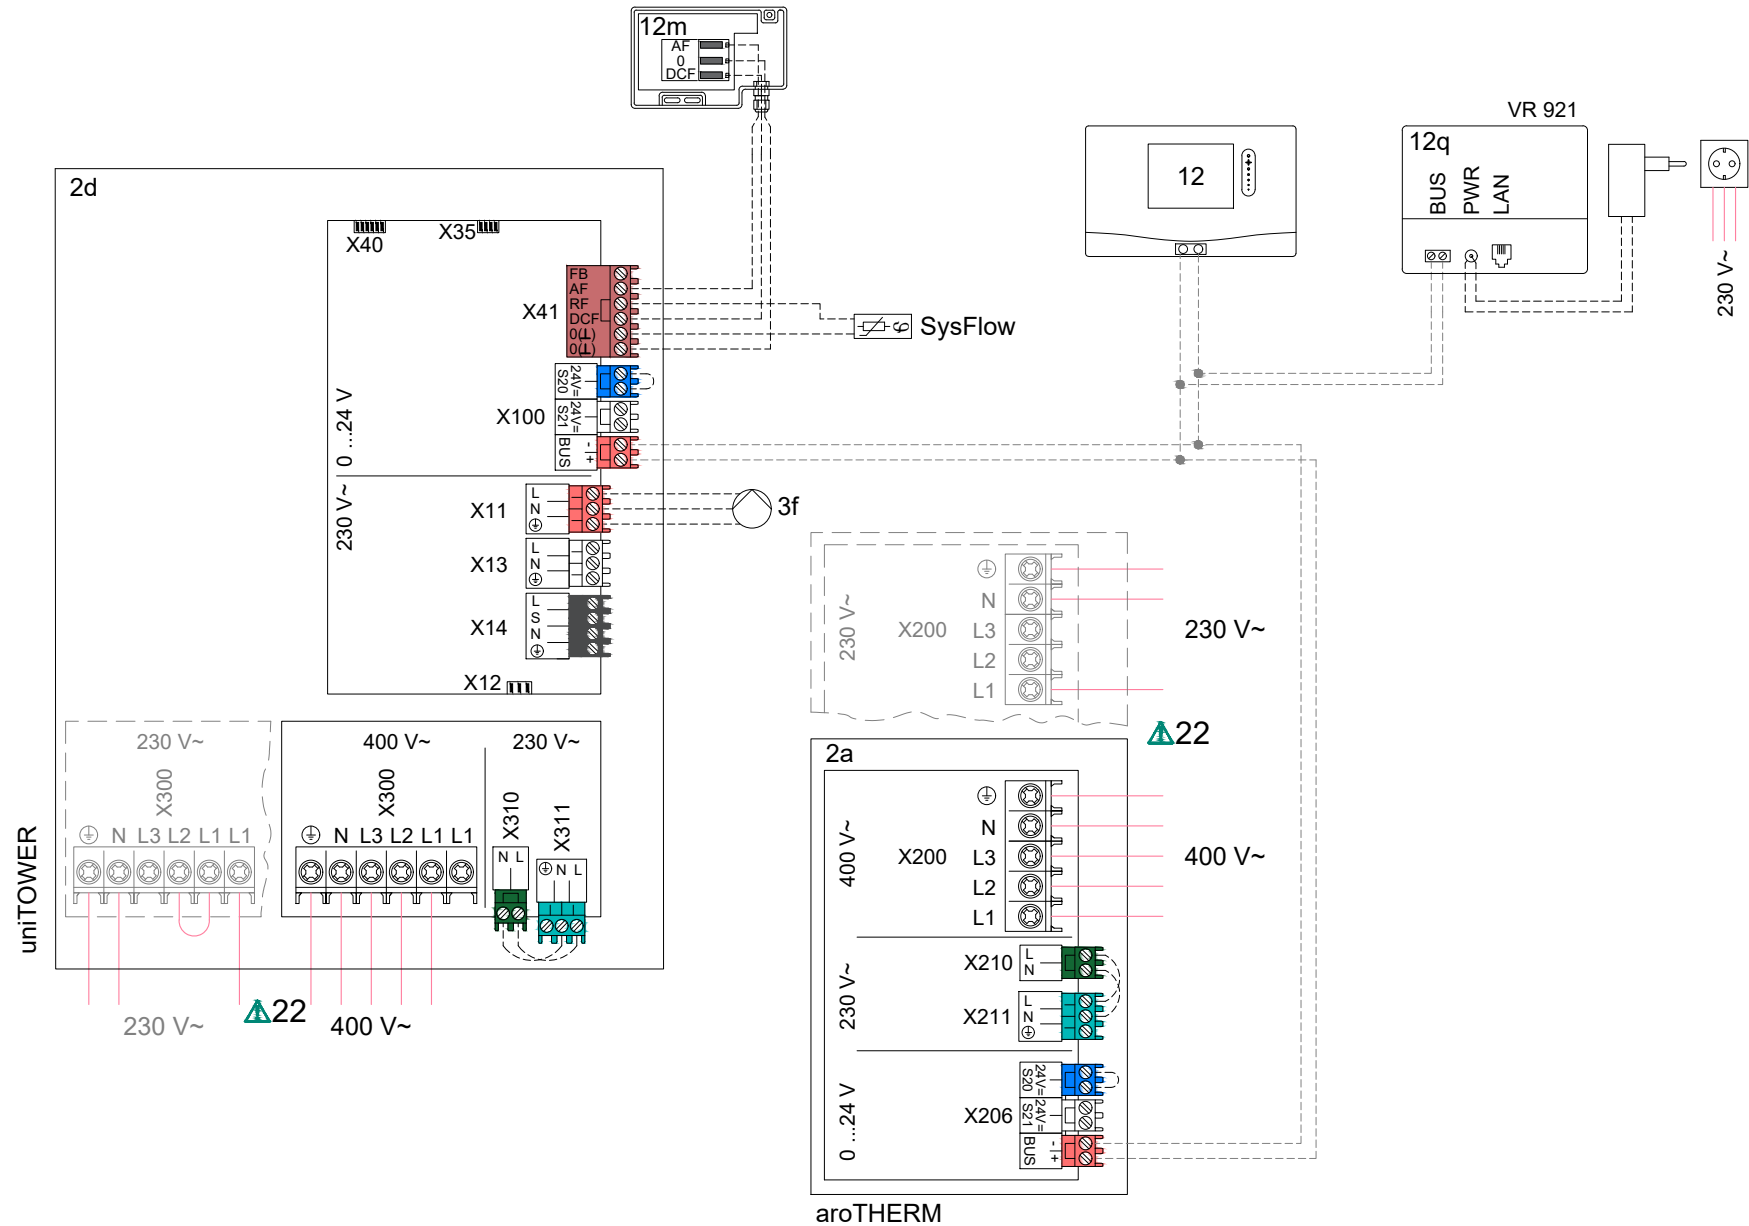 12m
AF
0
DCF
VR 921
12q
BUS
PWR
LAN
12
230 V~
2d
X40
X35
FB
AF
RF
DCF
0(L)
0(L)
X41
SysFlow
24V=
S20
X100
24V=
S21
BUS
-
+
0 ...24 V
230 V~
X11
L
N
3f
X13
L
N
X14
L
S
N
X12
230 V~
X300
N L3 L2 L1 L1
400 V~
X300
N L3 L2 L1 L1
230 V~
X310
N L
X311
N L
uniTOWER
230 V~
22
400 V~
230 V~
X200
N
L3
L2
L1
230 V~
22
2a
400 V~
X200
N
L3
L2
L1
400 V~
230 V~
X210
L
N
X211
L
N
0 ...24 V
X206
24V=
S20
24V=
S21
BUS
-
+
aroTHERM